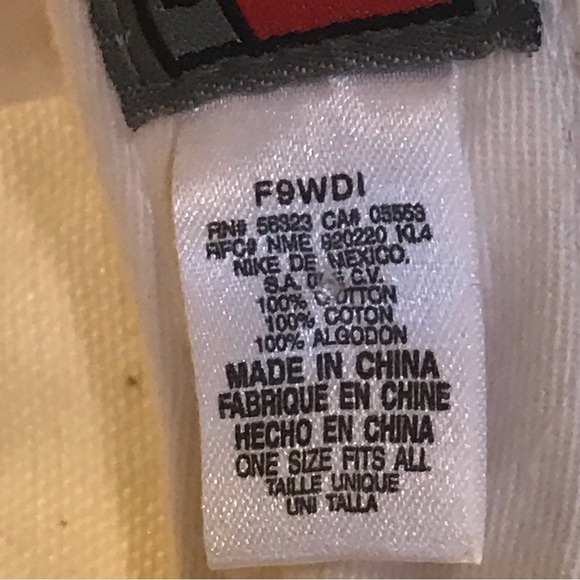 F9WDI
RN# 56323 CA# 05553
RFC# NME 920220 KL4
NIKE DE MEXICO.
S.A. DE C.V.
100% COTTON
100% COTON
100% ALGODON
MADE IN CHINA
FABRIQUE EN CHINE
HECHO EN CHINA
ONE SIZE FITS ALL
TAILLE UNIQUE
UNI TALLA